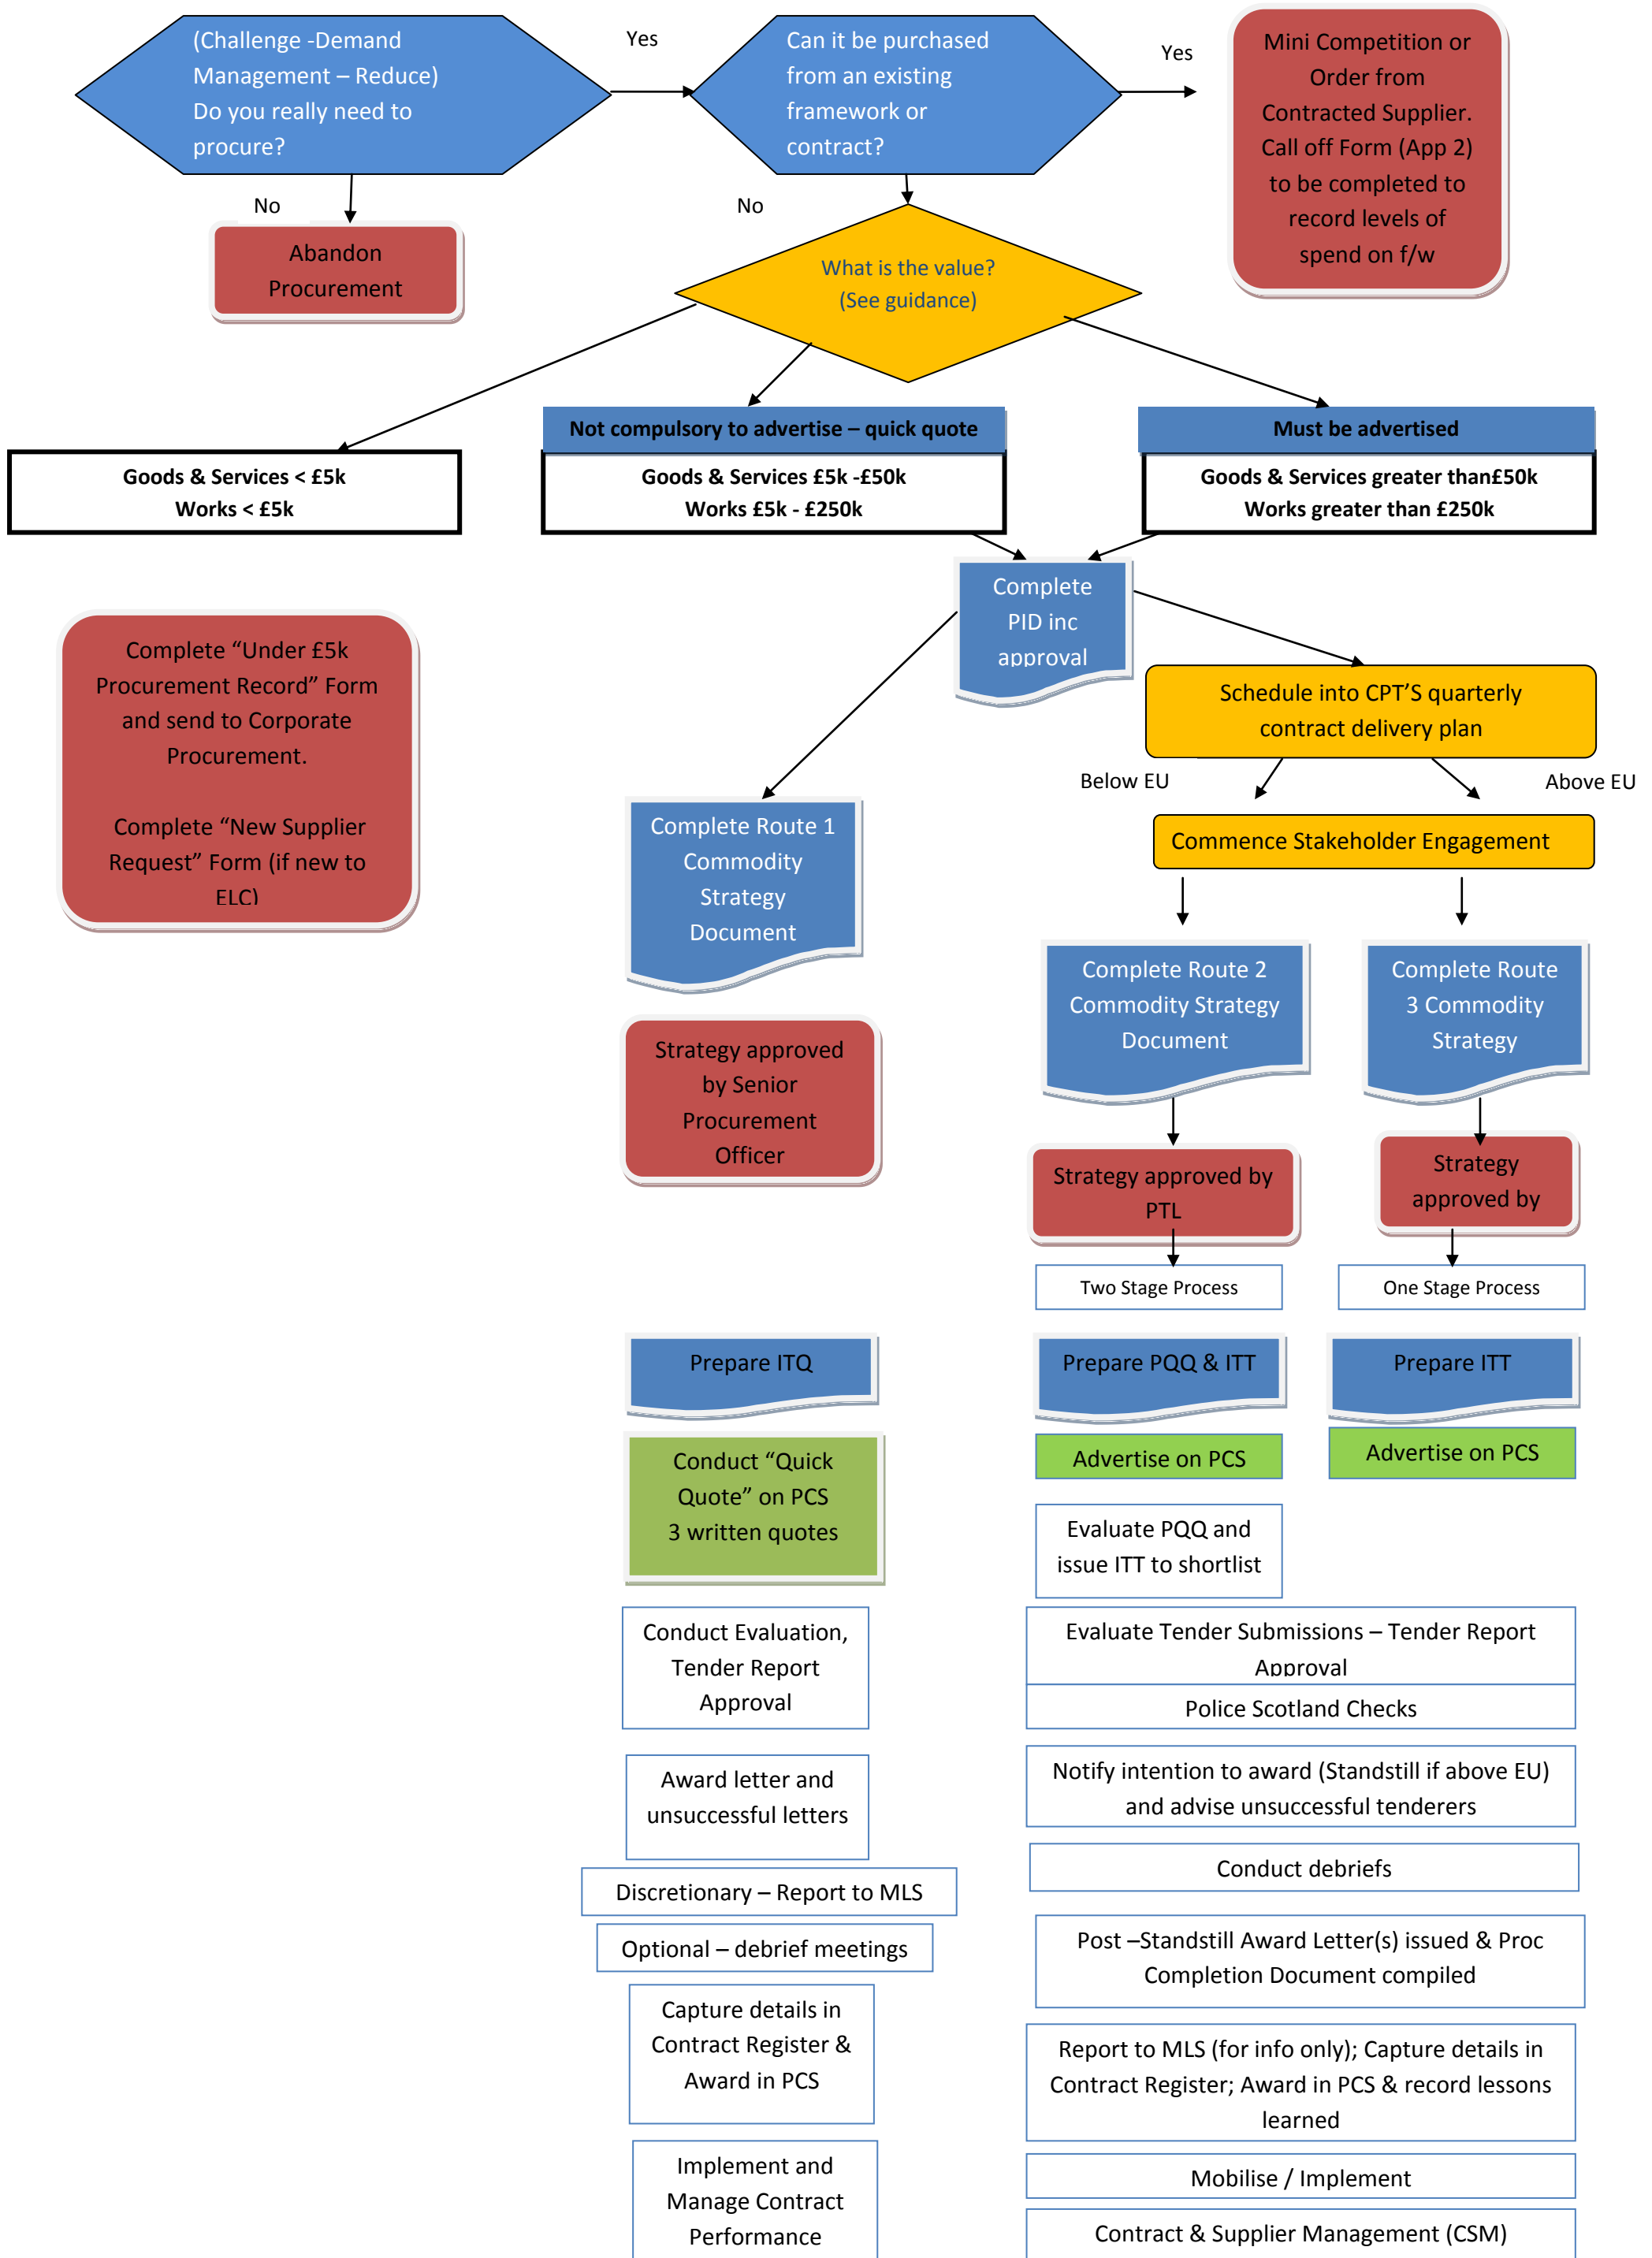 (Challenge -Demand
Management – Reduce)
Do you really need to
procure?
Yes
Can it be purchased
from an existing
framework or
contract?
Yes
Mini Competition or
Order from
Contracted Supplier.
Call off Form (App 2)
to be completed to
record levels of
spend on f/w
No
No
Abandon
Procurement
What is the value?
(See guidance)
Not compulsory to advertise – quick quote
Must be advertised
Goods & Services < £5k
Works < £5k
Goods & Services £5k -£50k
Works £5k - £250k
Goods & Services greater than£50k
Works greater than £250k
Complete
PID inc
approval
Complete “Under £5k
Procurement Record” Form
and send to Corporate
Procurement.
Complete “New Supplier
Request” Form (if new to
ELC)
Schedule into CPT’S quarterly
contract delivery plan
Below EU
Above EU
Commence Stakeholder Engagement
Complete Route 1
Commodity
Strategy
Document
Complete Route 2
Commodity Strategy
Document
Complete Route
3 Commodity
Strategy
Strategy approved
by Senior
Procurement
Officer
Strategy approved by
PTL
Strategy
approved by
Two Stage Process
One Stage Process
Prepare ITQ
Prepare PQQ & ITT
Prepare ITT
Conduct “Quick
Quote” on PCS
3 written quotes
Advertise on PCS
Advertise on PCS
Evaluate PQQ and
issue ITT to shortlist
Conduct Evaluation,
Tender Report
Approval
Evaluate Tender Submissions – Tender Report
Approval
Police Scotland Checks
Award letter and
unsuccessful letters
Notify intention to award (Standstill if above EU)
and advise unsuccessful tenderers
Discretionary – Report to MLS
Conduct debriefs
Optional – debrief meetings
Post –Standstill Award Letter(s) issued & Proc
Completion Document compiled
Capture details in
Contract Register &
Award in PCS
Report to MLS (for info only); Capture details in
Contract Register; Award in PCS & record lessons
learned
Implement and
Manage Contract
Performance
Mobilise / Implement
Contract & Supplier Management (CSM)